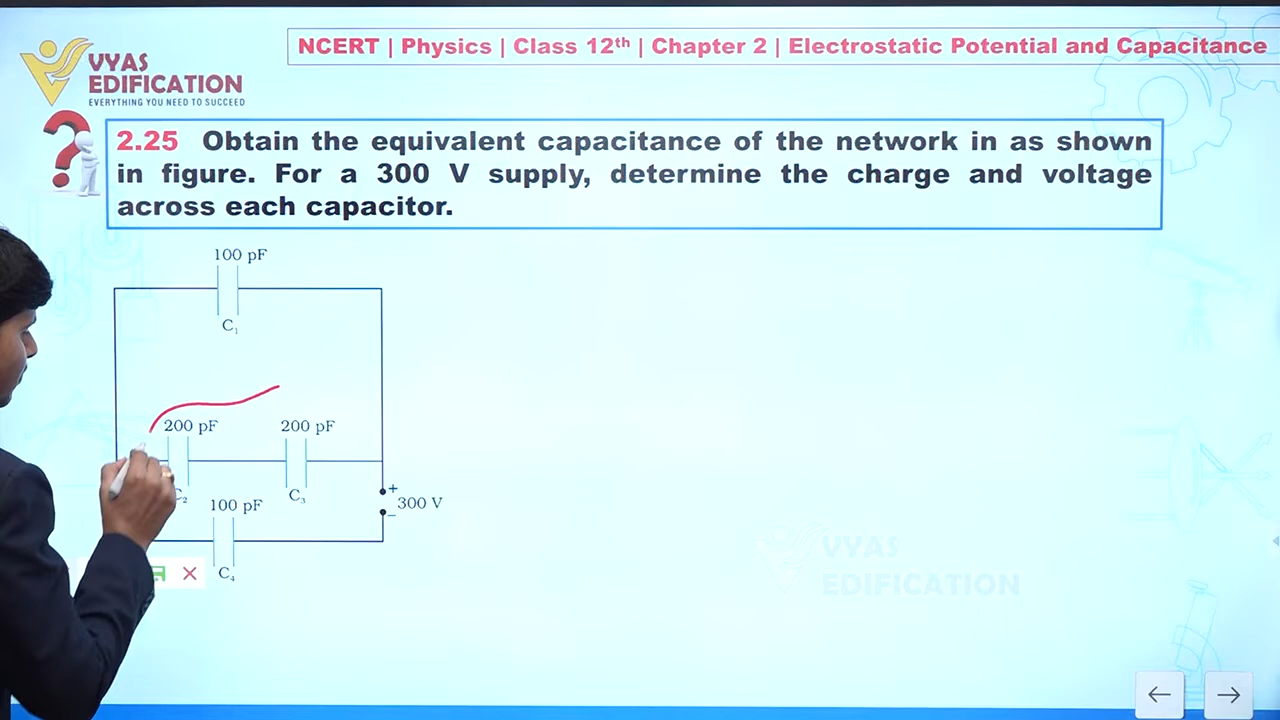 NCERT | Physics | Class 12th | Chapter 2 | Electrostatic Potential and Capacitance
VYAS
EDIFICATION
EVERYTHING YOU NEED TO SUCCEED
2.25 Obtain the equivalent capacitance of the network in as shown
in figure. For a 300 V supply, determine the charge and voltage
across each capacitor.
100 pF
C₁
200 pF 200 pF
C₂ C₃
+
300 V
−
100 pF
C₄
VYAS
EDIFICATION